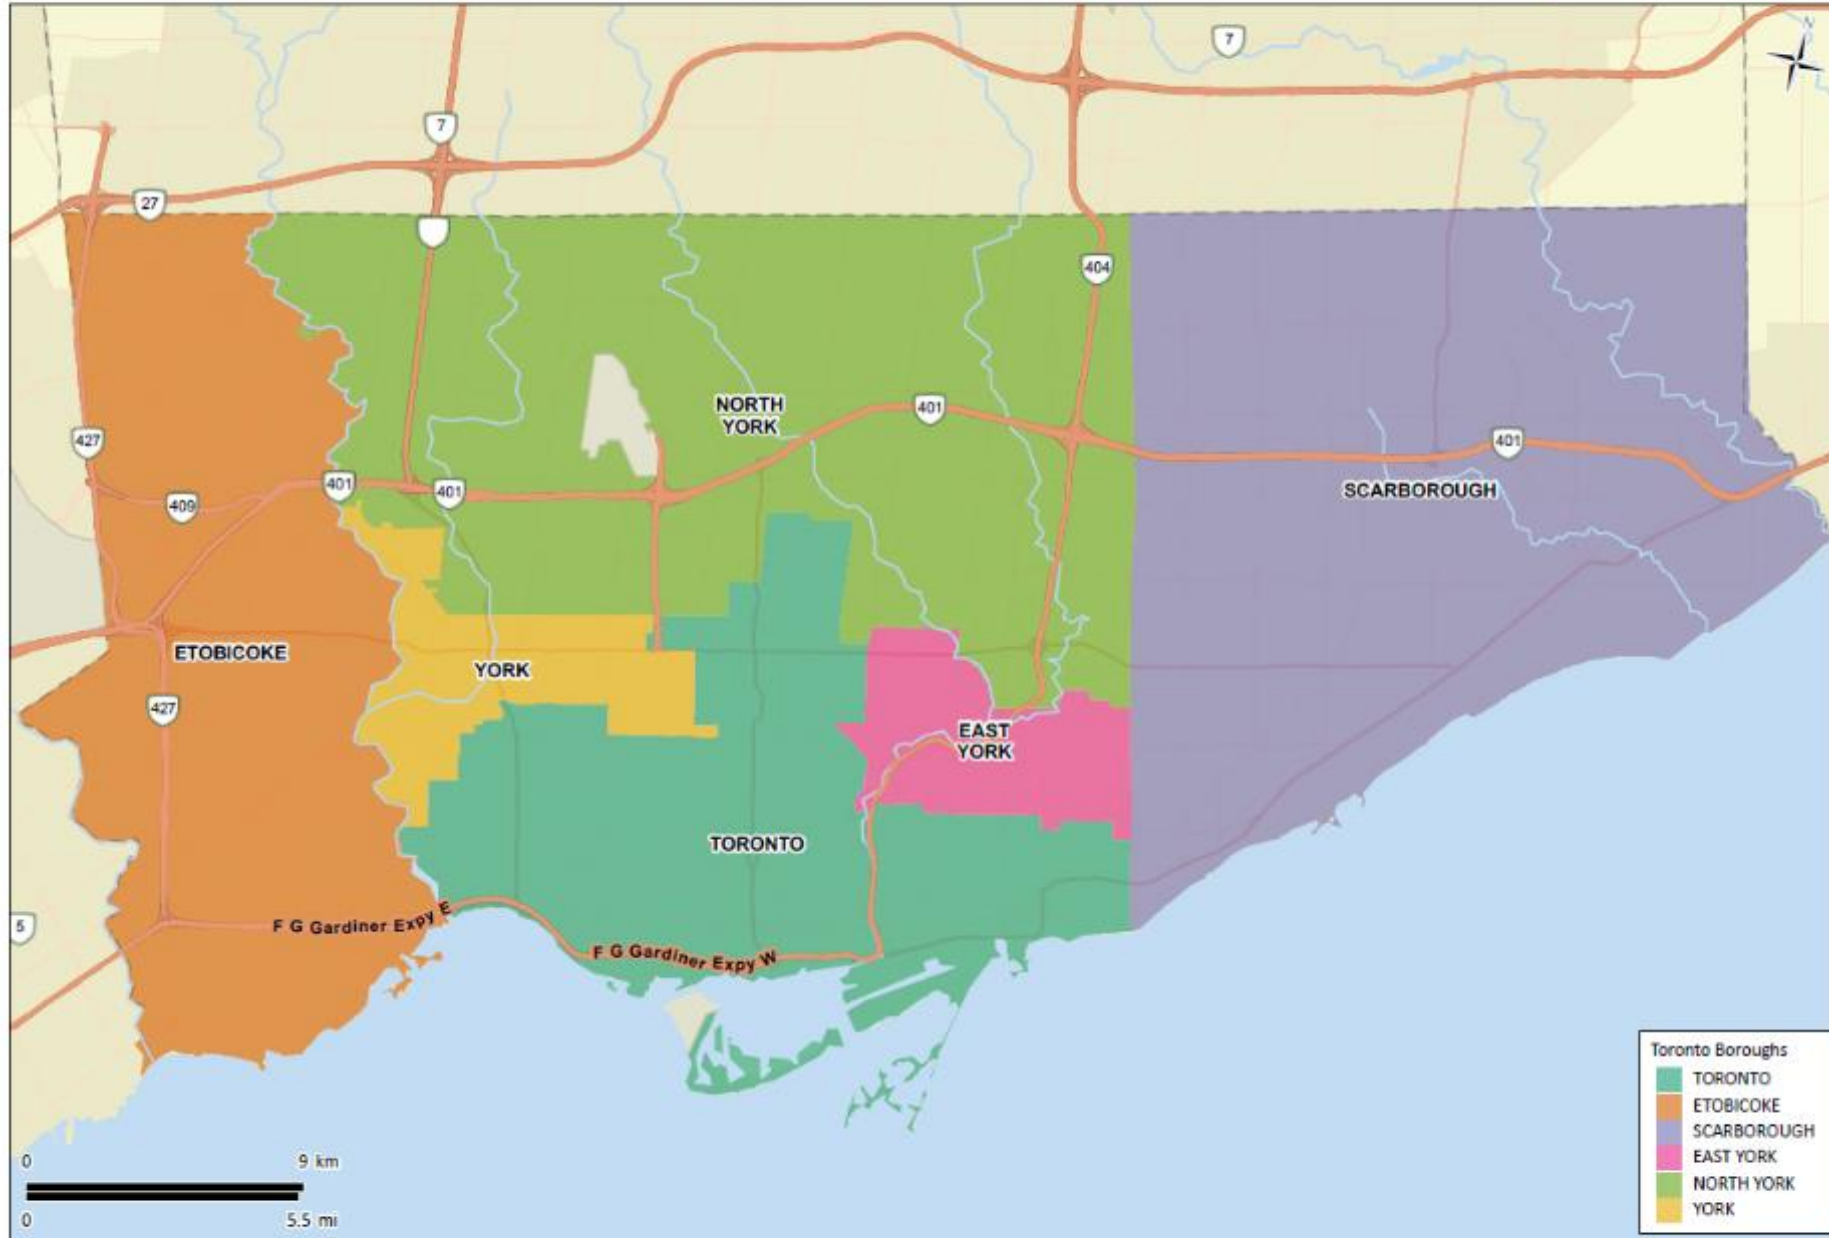 N
7
7
27
404
NORTH
YORK
401
427
401
401
401
409
SCARBOROUGH
ETOBICOKE
YORK
427
EAST
YORK
TORONTO
F G Gardiner Expy E
5
F G Gardiner Expy W
Toronto Boroughs
TORONTO
ETOBICOKE
SCARBOROUGH
EAST YORK
NORTH YORK
YORK
0 9 km
0 5.5 mi